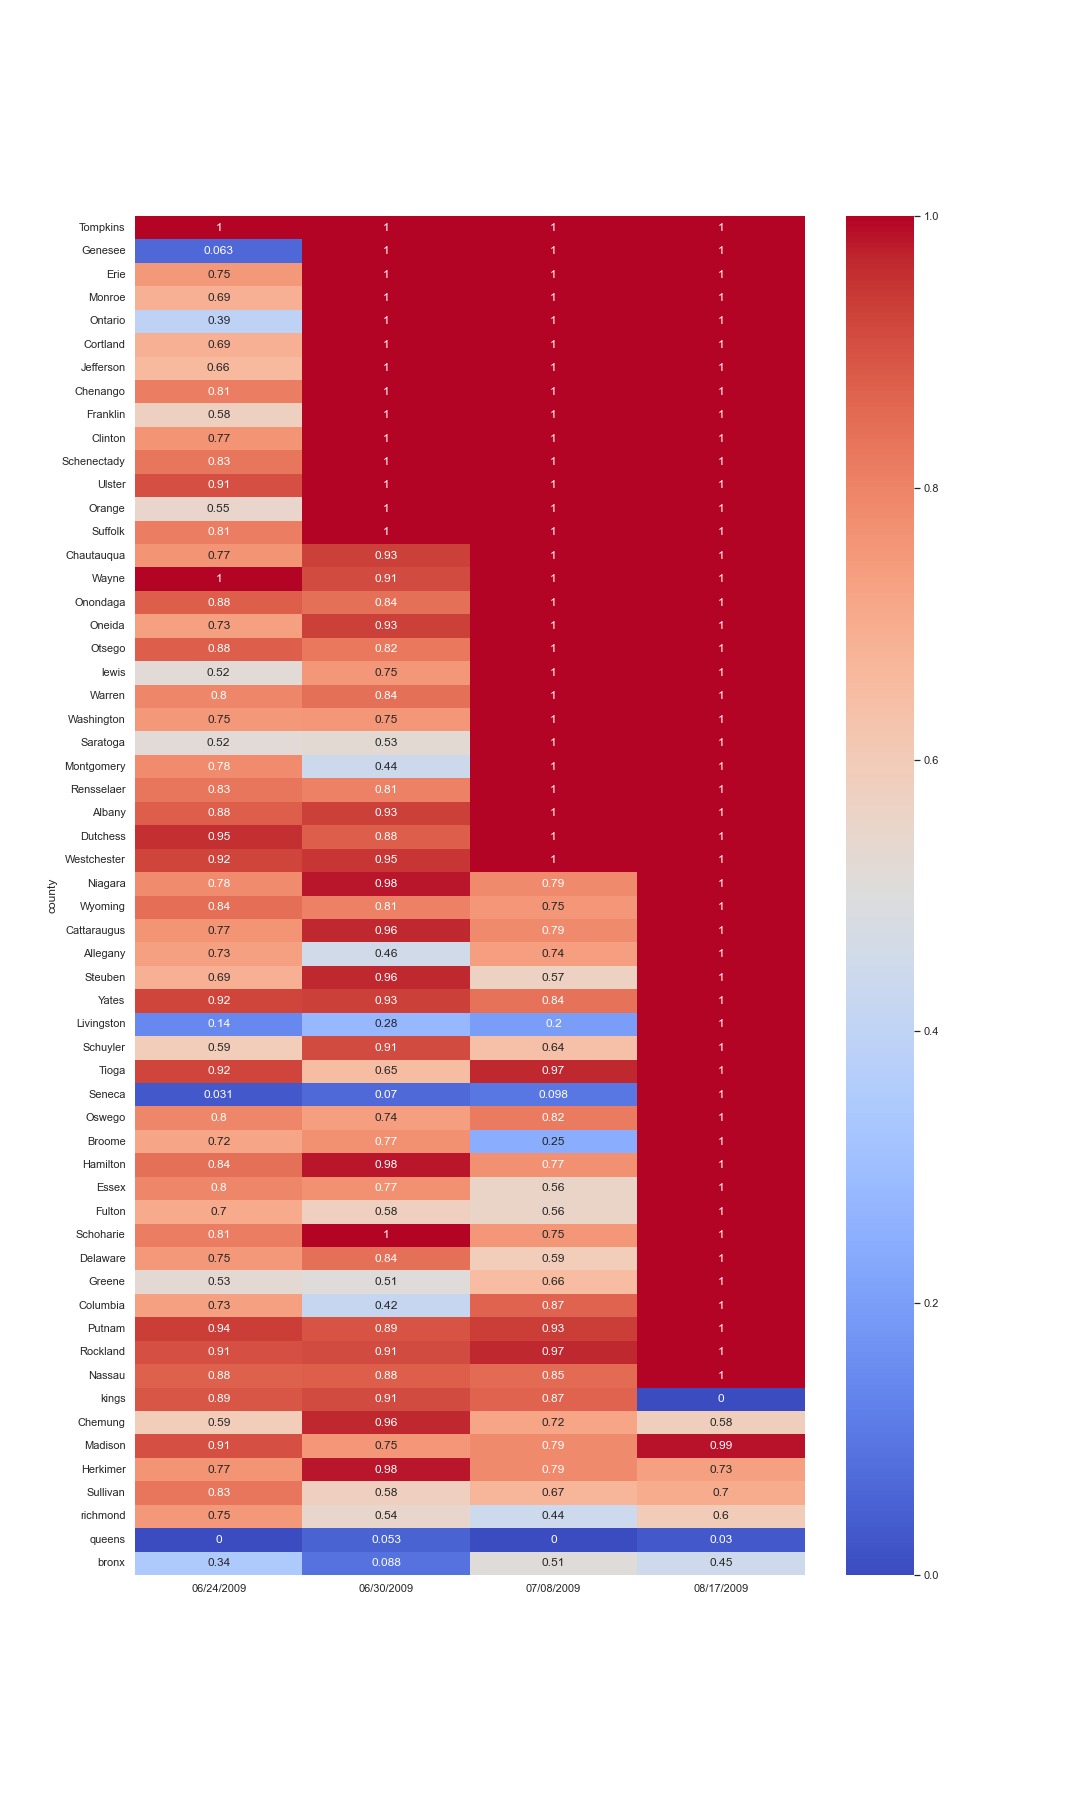 county
Tompkins 1 1 1 1
Genesee 0.063 1 1 1
Erie 0.75 1 1 1
Monroe 0.69 1 1 1
Ontario 0.39 1 1 1
Cortland 0.69 1 1 1
Jefferson 0.66 1 1 1
Chenango 0.81 1 1 1
Franklin 0.58 1 1 1
Clinton 0.77 1 1 1
Schenectady 0.83 1 1 1
Ulster 0.91 1 1 1
Orange 0.55 1 1 1
Suffolk 0.81 1 1 1
Chautauqua 0.77 0.93 1 1
Wayne 1 0.91 1 1
Onondaga 0.88 0.84 1 1
Oneida 0.73 0.93 1 1
Otsego 0.88 0.82 1 1
lewis 0.52 0.75 1 1
Warren 0.8 0.84 1 1
Washington 0.75 0.75 1 1
Saratoga 0.52 0.53 1 1
Montgomery 0.78 0.44 1 1
Rensselaer 0.83 0.81 1 1
Albany 0.88 0.93 1 1
Dutchess 0.95 0.88 1 1
Westchester 0.92 0.95 1 1
Niagara 0.78 0.98 0.79 1
Wyoming 0.84 0.81 0.75 1
Cattaraugus 0.77 0.96 0.79 1
Allegany 0.73 0.46 0.74 1
Steuben 0.69 0.96 0.57 1
Yates 0.92 0.93 0.84 1
Livingston 0.14 0.28 0.2 1
Schuyler 0.59 0.91 0.64 1
Tioga 0.92 0.65 0.97 1
Seneca 0.031 0.07 0.098 1
Oswego 0.8 0.74 0.82 1
Broome 0.72 0.77 0.25 1
Hamilton 0.84 0.98 0.77 1
Essex 0.8 0.77 0.56 1
Fulton 0.7 0.58 0.56 1
Schoharie 0.81 1 0.75 1
Delaware 0.75 0.84 0.59 1
Greene 0.53 0.51 0.66 1
Columbia 0.73 0.42 0.87 1
Putnam 0.94 0.89 0.93 1
Rockland 0.91 0.91 0.97 1
Nassau 0.88 0.88 0.85 1
kings 0.89 0.91 0.87 0
Chemung 0.59 0.96 0.72 0.58
Madison 0.91 0.75 0.79 0.99
Herkimer 0.77 0.98 0.79 0.73
Sullivan 0.83 0.58 0.67 0.7
richmond 0.75 0.54 0.44 0.6
queens 0 0.053 0 0.03
bronx 0.34 0.088 0.51 0.45
06/24/2009 06/30/2009 07/08/2009 08/17/2009
1.0
0.8
0.6
0.4
0.2
0.0